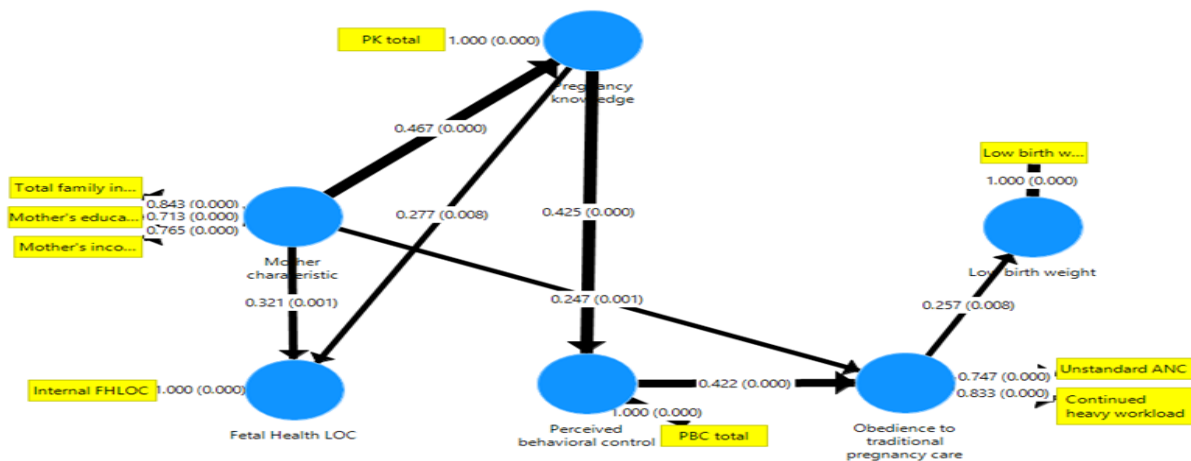 PK total
1.000 (0.000)
Pregnancy
knowledge
0.467 (0.000)
Low birth w...
1.000 (0.000)
Total family in...
0.843 (0.000)
Mother's educa...
0.713 (0.000)
Mother's inco...
0.765 (0.000)
0.277 (0.008)
0.425 (0.000)
Mother
charateristic
Low birth weight
0.321 (0.001)
0.247 (0.001)
0.257 (0.008)
Internal FHLOC
1.000 (0.000)
Fetal Health LOC
0.422 (0.000)
0.747 (0.000)
Unstandard ANC
0.833 (0.000)
Continued
heavy workload
1.000 (0.000)
PBC total
Perceived
behavioral control
Obedience to
traditional
pregnancy care